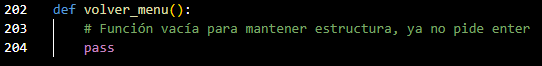 202 def volver_menu():
203     # Función vacía para mantener estructura, ya no pide enter
204     pass